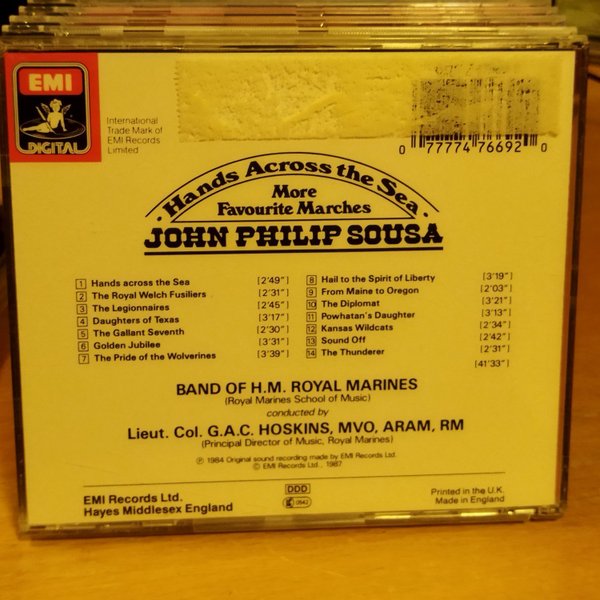 EMI
DIGITAL
International
Trade Mark of
EMI Records
Limited
0 77774 76692 0
· Hands Across the Sea ·
More
Favourite Marches
JOHN PHILIP SOUSA
1 Hands across the Sea [2'49"]
2 The Royal Welch Fusiliers [2'31"]
3 The Legionnaires [2'45"]
4 Daughters of Texas [3'17"]
5 The Gallant Seventh [2'30"]
6 Golden Jubilee [3'31"]
7 The Pride of the Wolverines [3'39"]
8 Hail to the Spirit of Liberty [3'19"]
9 From Maine to Oregon [2'03"]
10 The Diplomat [3'21"]
11 Powhatan's Daughter [3'13"]
12 Kansas Wildcats [2'34"]
13 Sound Off [2'42"]
14 The Thunderer [2'31"]
[41'33"]
BAND OF H.M. ROYAL MARINES
(Royal Marines School of Music)
conducted by
Lieut. Col. G.A.C. HOSKINS, MVO, ARAM, RM
(Principal Director of Music, Royal Marines)
℗ 1984 Original sound recording made by EMI Records Ltd.
© EMI Records Ltd., 1987
EMI Records Ltd.
Hayes Middlesex England
DDD
0542
Printed in the U.K.
Made in England